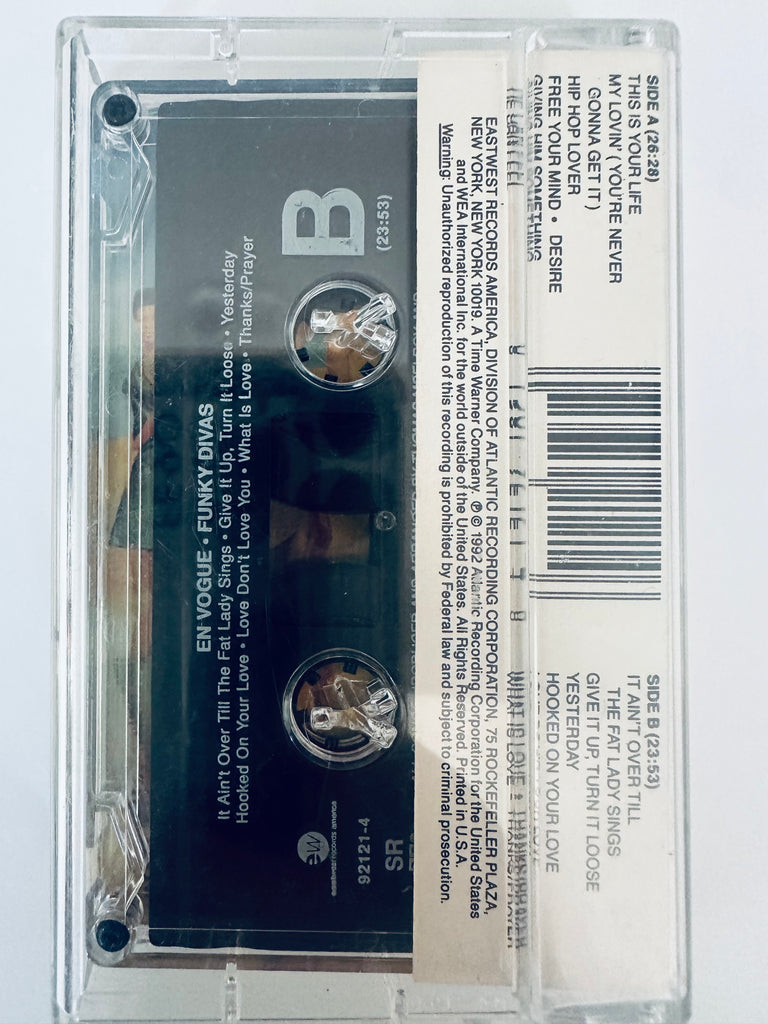 SIDE A (26:28)
THIS IS YOUR LIFE
MY LOVIN' (YOU'RE NEVER
GONNA GET IT)
HIP HOP LOVER
FREE YOUR MIND • DESIRE
GIVING HIM SOMETHING
SIDE B (23:53)
IT AIN'T OVER TILL
THE FAT LADY SINGS
GIVE IT UP, TURN IT LOOSE
YESTERDAY
HOOKED ON YOUR LOVE
WHAT IS LOVE • THANKS/PRAYER
EASTWEST RECORDS AMERICA, DIVISION OF ATLANTIC RECORDING CORPORATION, 75 ROCKEFELLER PLAZA,
NEW YORK, NEW YORK 10019. A Time Warner Company. ℗ © 1992 Atlantic Recording Corporation for the United States
and WEA International Inc. for the world outside of the United States. All Rights Reserved. Printed in U.S.A.
Warning: Unauthorized reproduction of this recording is prohibited by Federal law and subject to criminal prosecution.
EN VOGUE • FUNKY DIVAS
It Ain't Over Till The Fat Lady Sings • Give It Up, Turn It Loose • Yesterday
Hooked On Your Love • Love Don't Love You • What Is Love • Thanks/Prayer
B
(23:53)
eastwest records america
92121-4
SR